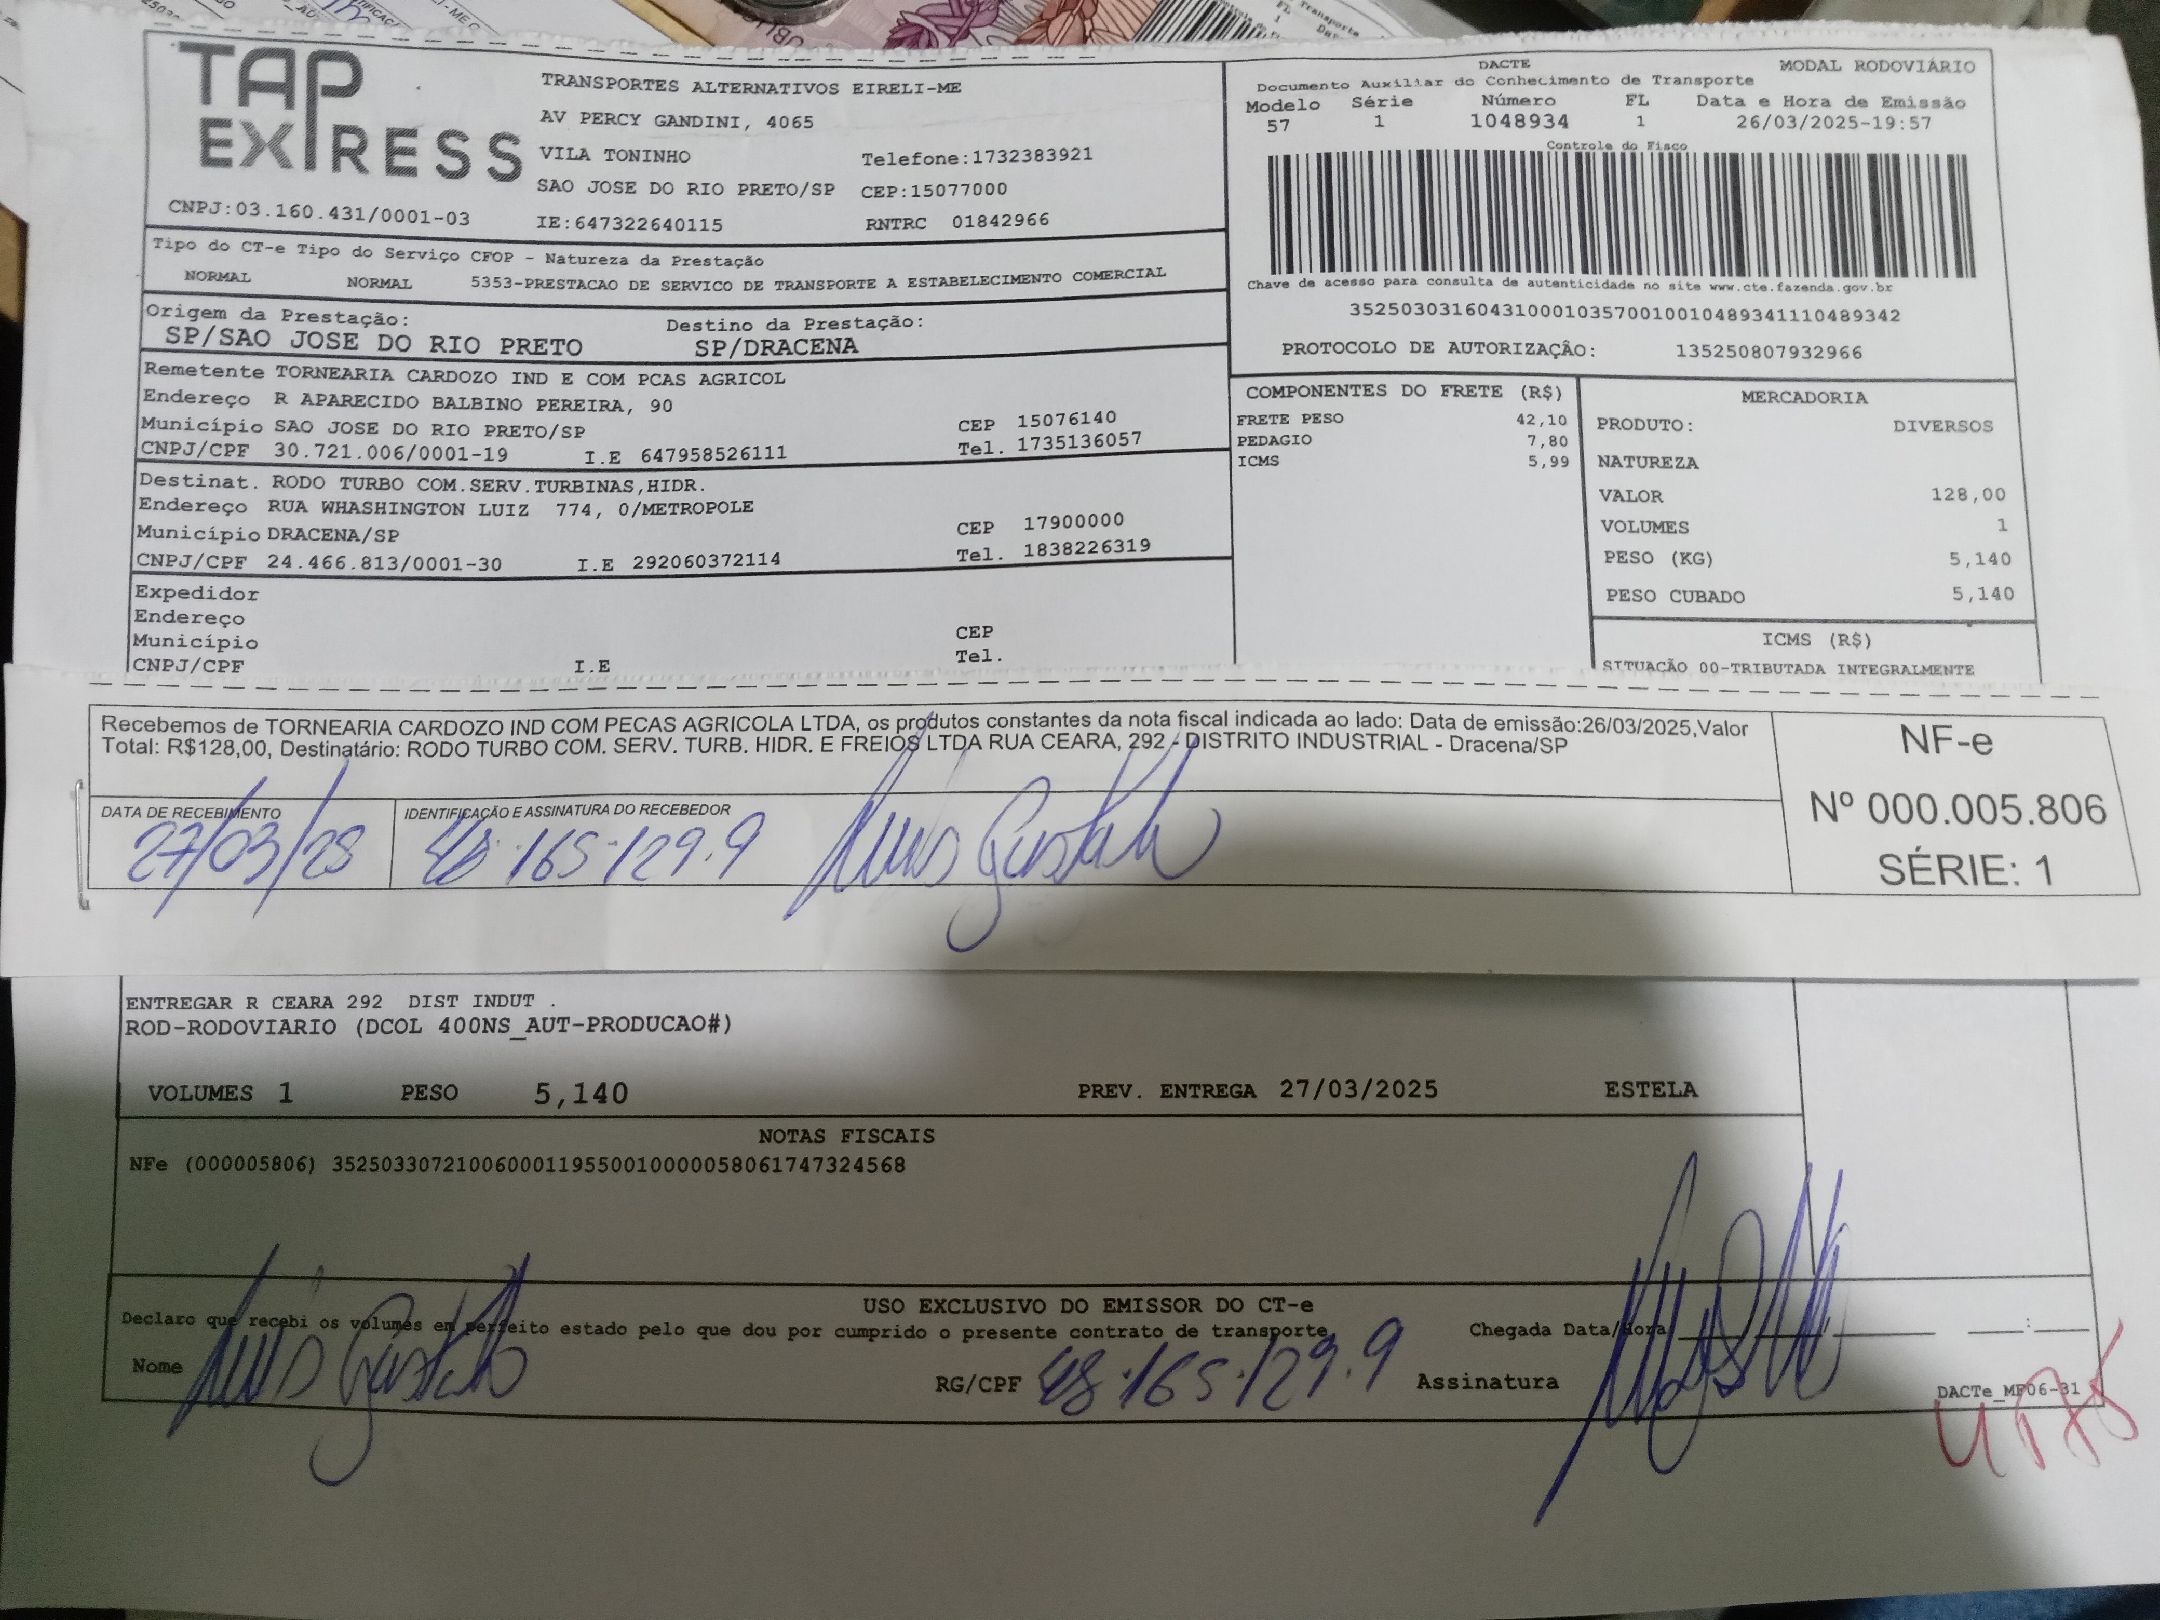 TAP EXPRESS
TRANSPORTES ALTERNATIVOS EIRELI-ME
AV PERCY GANDINI, 4065
VILA TONINHO Telefone:1732383921
SAO JOSE DO RIO PRETO/SP CEP:15077000
CNPJ:03.160.431/0001-03 IE:647322640115 RNTRC 01842966
DACTE MODAL RODOVIÁRIO
Documento Auxiliar do Conhecimento de Transporte
Modelo Série Número FL Data e Hora de Emissão
57 1 1048934 1 26/03/2025-19:57
Controle do Fisco
Chave de acesso para consulta de autenticidade no site www.cte.fazenda.gov.br
35250303160431000103570010010489341110489342
PROTOCOLO DE AUTORIZAÇÃO: 135250807932966
Tipo do CT-e Tipo do Serviço CFOP - Natureza da Prestação
NORMAL NORMAL 5353-PRESTACAO DE SERVICO DE TRANSPORTE A ESTABELECIMENTO COMERCIAL
Origem da Prestação: Destino da Prestação:
SP/SAO JOSE DO RIO PRETO SP/DRACENA
Remetente TORNEARIA CARDOZO IND E COM PCAS AGRICOL
Endereço R APARECIDO BALBINO PEREIRA, 90
Município SAO JOSE DO RIO PRETO/SP CEP 15076140
CNPJ/CPF 30.721.006/0001-19 I.E 647958526111 Tel. 1735136057
Destinat. RODO TURBO COM.SERV.TURBINAS,HIDR.
Endereço RUA WHASHINGTON LUIZ 774, 0/METROPOLE
Município DRACENA/SP CEP 17900000
CNPJ/CPF 24.466.813/0001-30 I.E 292060372114 Tel. 1838226319
Expedidor
Endereço
Município CEP
CNPJ/CPF I.E Tel.
COMPONENTES DO FRETE (R$)
FRETE PESO 42,10
PEDAGIO 7,80
ICMS 5,99
MERCADORIA
PRODUTO: DIVERSOS
NATUREZA
VALOR 128,00
VOLUMES 1
PESO (KG) 5,140
PESO CUBADO 5,140
ICMS (R$)
SITUAÇÃO 00-TRIBUTADA INTEGRALMENTE
Recebemos de TORNEARIA CARDOZO IND COM PECAS AGRICOLA LTDA, os produtos constantes da nota fiscal indicada ao lado: Data de emissão:26/03/2025,Valor
Total: R$128,00, Destinatário: RODO TURBO COM. SERV. TURB. HIDR. E FREIOS LTDA RUA CEARA, 292 - DISTRITO INDUSTRIAL - Dracena/SP
DATA DE RECEBIMENTO IDENTIFICAÇÃO E ASSINATURA DO RECEBEDOR
27/03/25 48.165.129.9 Luis Gustavo
NF-e
Nº 000.005.806
SÉRIE: 1
ENTREGAR R CEARA 292 DIST INDUT .
ROD-RODOVIARIO (DCOL 400NS_AUT-PRODUCAO#)
VOLUMES 1 PESO 5,140 PREV. ENTREGA 27/03/2025 ESTELA
NOTAS FISCAIS
NFe (000005806) 35250330721006000119550010000058061747324568
USO EXCLUSIVO DO EMISSOR DO CT-e
Declaro que recebi os volumes em perfeito estado pelo que dou por cumprido o presente contrato de transporte Chegada Data/Hora
Nome Luis Gustavo RG/CPF 48.165.129.9 Assinatura
DACTe_MF06-31